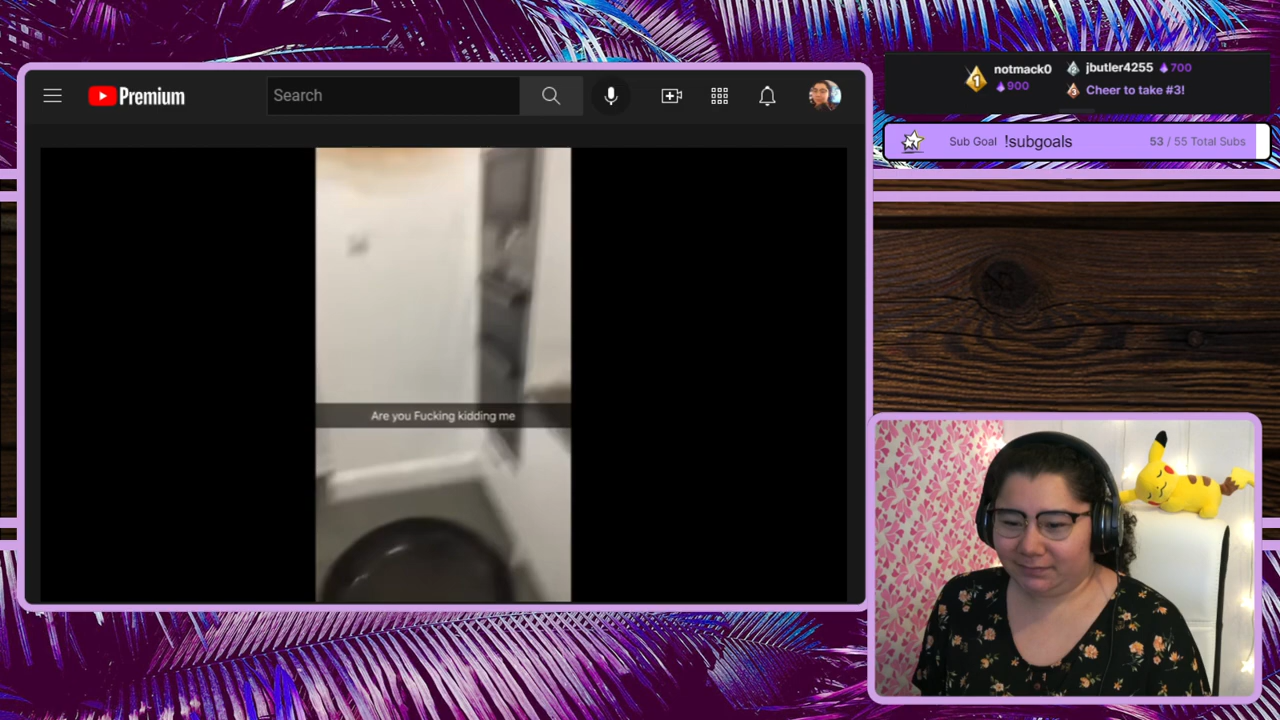 Premium
Search
Are you Fucking kidding me
notmack0
900
jbutler4255 700
Cheer to take #3!
Sub Goal !subgoals 53 / 55 Total Subs